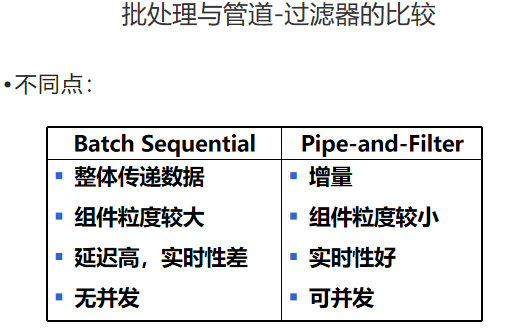 批处理与管道-过滤器的比较
•不同点：
Batch Sequential Pipe-and-Filter
▪ 整体传递数据 ▪ 增量
▪ 组件粒度较大 ▪ 组件粒度较小
▪ 延迟高，实时性差 ▪ 实时性好
▪ 无并发 ▪ 可并发